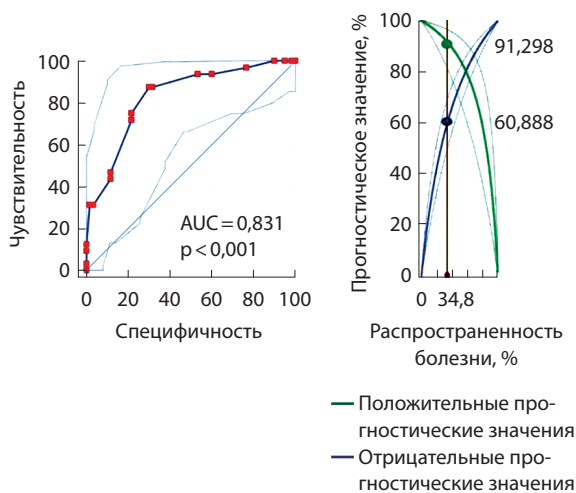 100
80
60
40
20
0
Чувствительность
AUC = 0,831
p < 0,001
0 20 40 60 80 100
Специфичность
100
80
60
40
20
0
Прогностическое значение, %
91,298
60,888
0 34,8
Распространенность
болезни, %
Положительные про-
гностические значения
Отрицательные про-
гностические значения